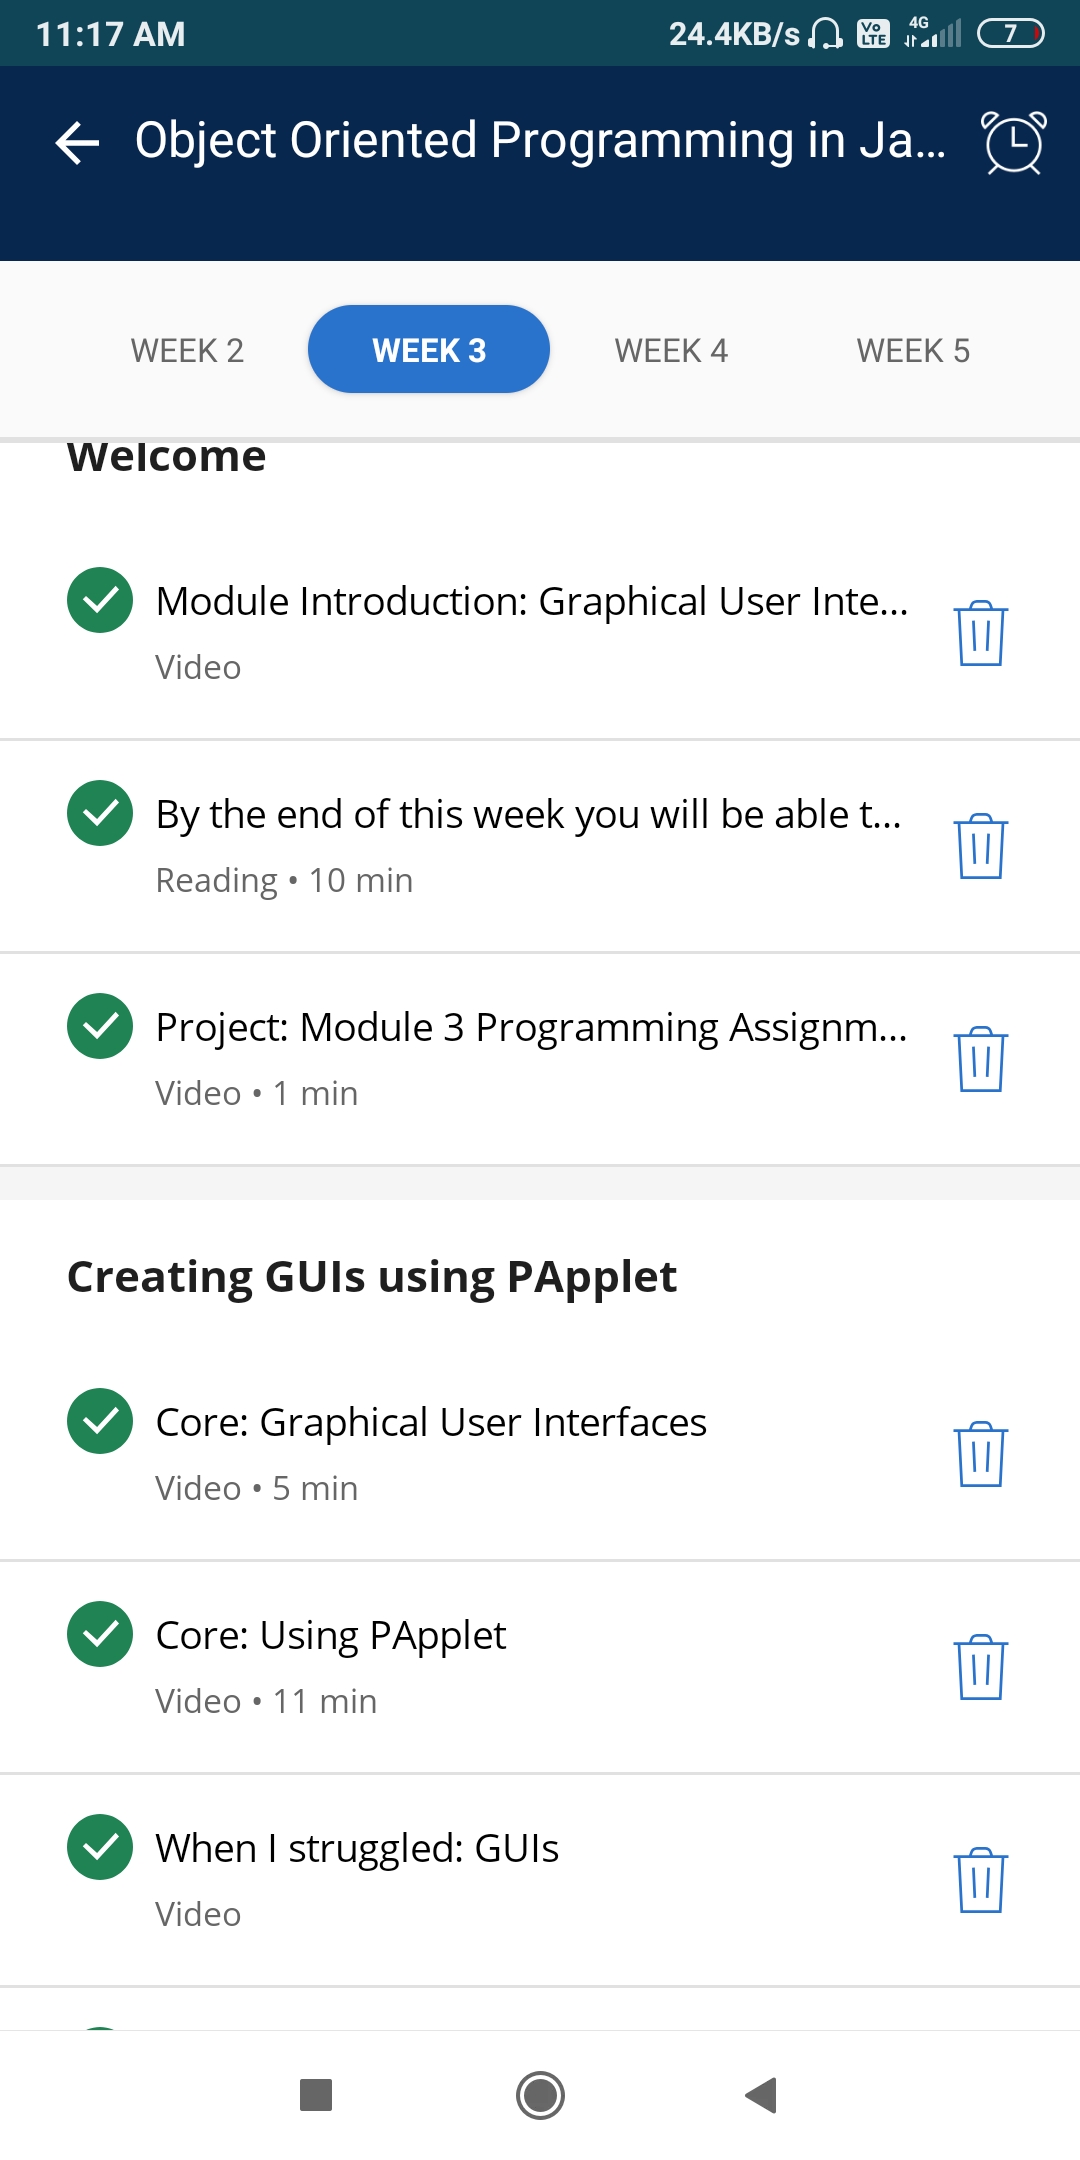 11:17 AM
24.4KB/s Vo LTE 4G 7
Object Oriented Programming in Ja...
WEEK 2 WEEK 3 WEEK 4 WEEK 5
Welcome
Module Introduction: Graphical User Inte...
Video
By the end of this week you will be able t...
Reading • 10 min
Project: Module 3 Programming Assignm...
Video • 1 min
Creating GUIs using PApplet
Core: Graphical User Interfaces
Video • 5 min
Core: Using PApplet
Video • 11 min
When I struggled: GUIs
Video